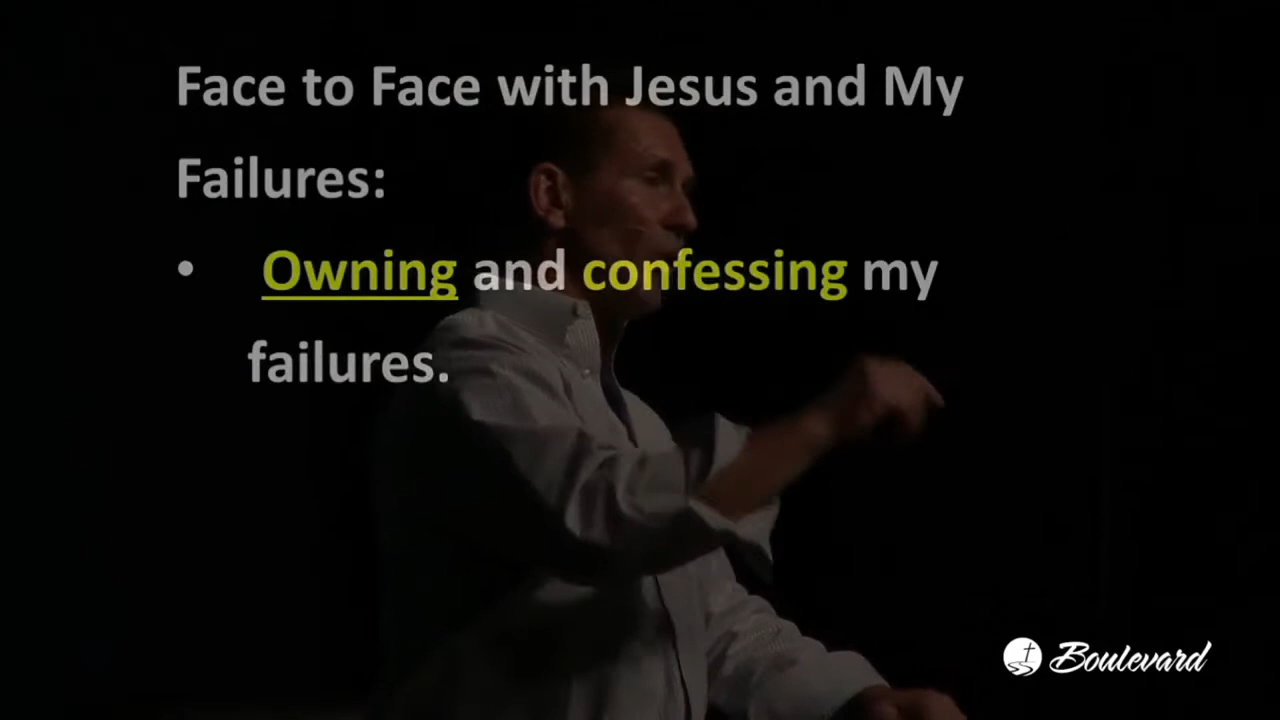 Face to Face with Jesus and My
Failures:
• Owning and confessing my
failures.
Boulevard